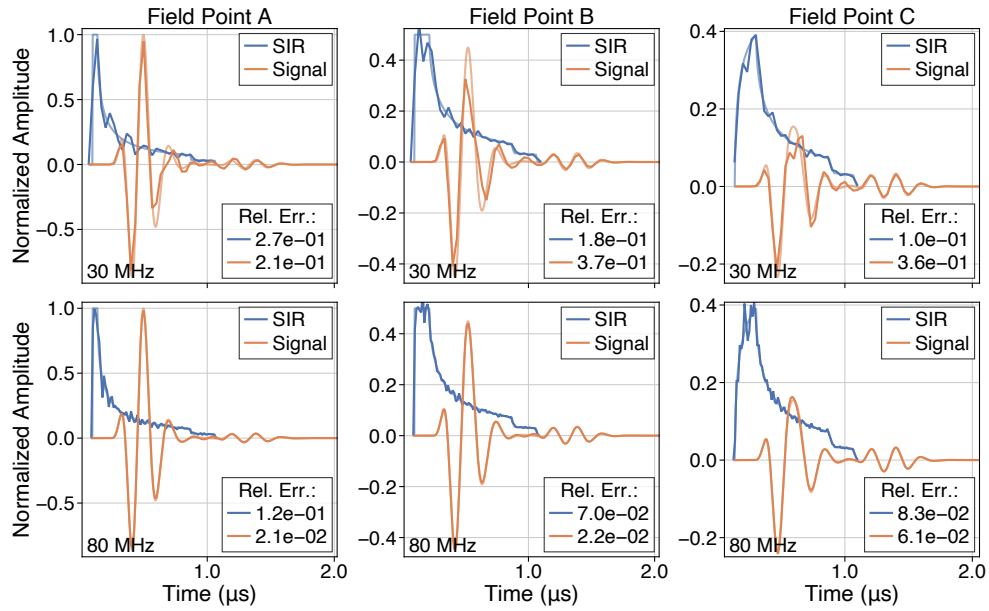 Field Point A
Field Point B
Field Point C
Normalized Amplitude
1.0
0.5
0.0
−0.5
SIR
Signal
Rel. Err.:
2.7e−01
2.1e−01
30 MHz
0.4
0.2
0.0
−0.2
−0.4
SIR
Signal
Rel. Err.:
1.8e−01
3.7e−01
30 MHz
0.4
0.2
0.0
−0.2
SIR
Signal
Rel. Err.:
1.0e−01
3.6e−01
30 MHz
Normalized Amplitude
1.0
0.5
0.0
−0.5
SIR
Signal
Rel. Err.:
1.2e−01
2.1e−02
80 MHz
1.0
2.0
Time (μs)
0.4
0.2
0.0
−0.2
−0.4
SIR
Signal
Rel. Err.:
7.0e−02
2.2e−02
80 MHz
1.0
2.0
Time (μs)
0.4
0.2
0.0
−0.2
SIR
Signal
Rel. Err.:
8.3e−02
6.1e−02
80 MHz
1.0
2.0
Time (μs)